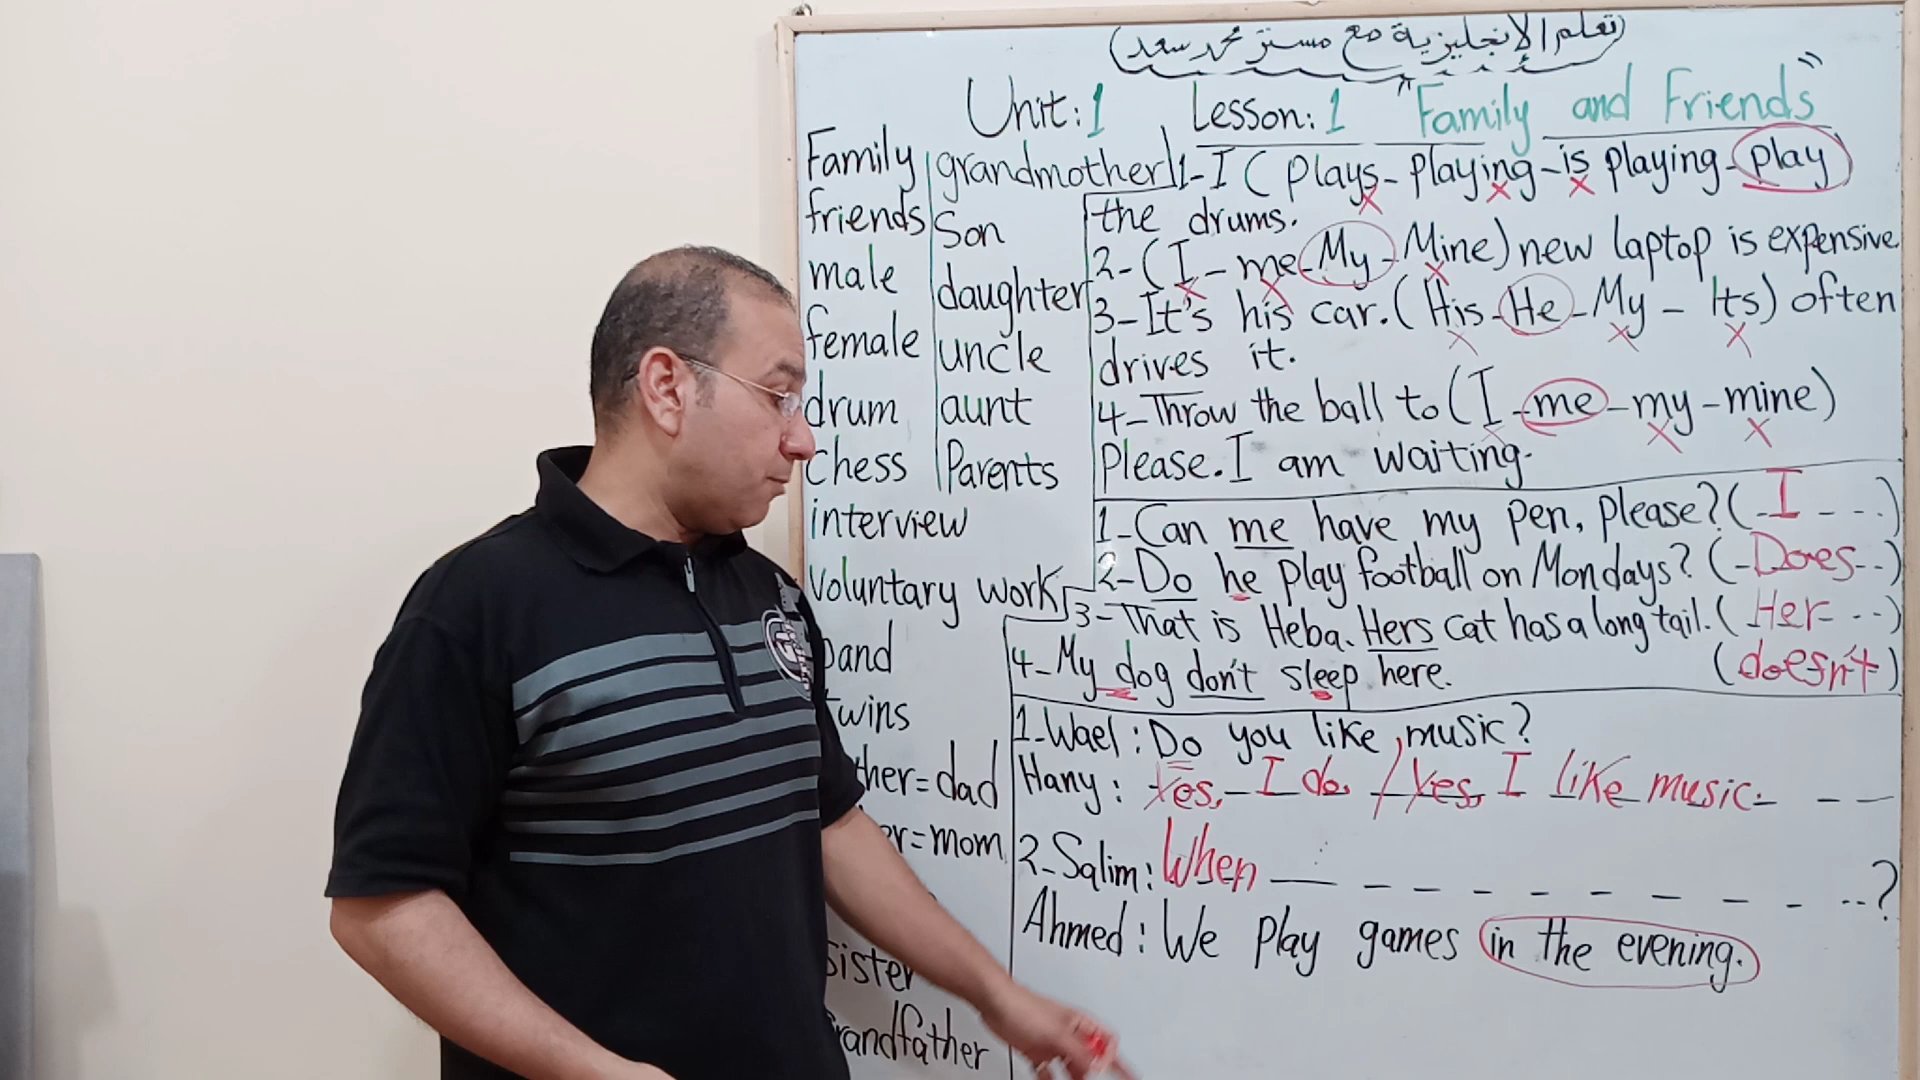 (تعلم الإنجليزية مع مستر محمد سعد)
Unit: 1 Lesson: 1 "Family and Friends"
Family
friends
male
female
drum
chess
interview
voluntary work
band
twins
ther=dad
er=mom
Sister
randfather
grandmother
Son
daughter
uncle
aunt
Parents
1-I ( plays - playing - is playing - play
the drums.
2-(I - me - My - Mine) new laptop is expensive
3-It's his car. (His - He - My - Its) often
drives it.
4-Throw the ball to (I - me - my - mine)
please. I am waiting.
1-Can me have my pen, please? (- I - - -)
2-Do he play football on Mondays? (-Does--)
3-That is Heba. Hers cat has a long tail. (Her- --)
4-My dog don't sleep here. (doesn't)
1-Wael: Do you like music?
Hany: Yes, I do. / Yes, I like music.
2-Salim: When - - - - - - - - - - ?
Ahmed: We play games in the evening.